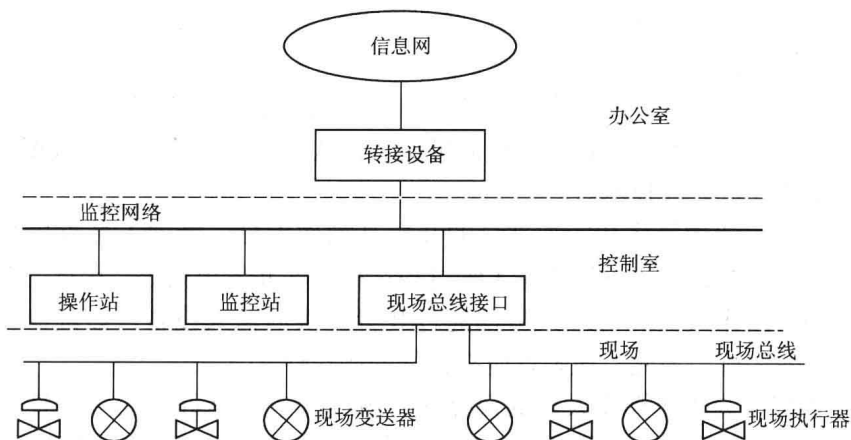 信息网
办公室
转接设备
监控网络
控制室
操作站
监控站
现场总线接口
现场
现场总线
现场变送器
现场执行器